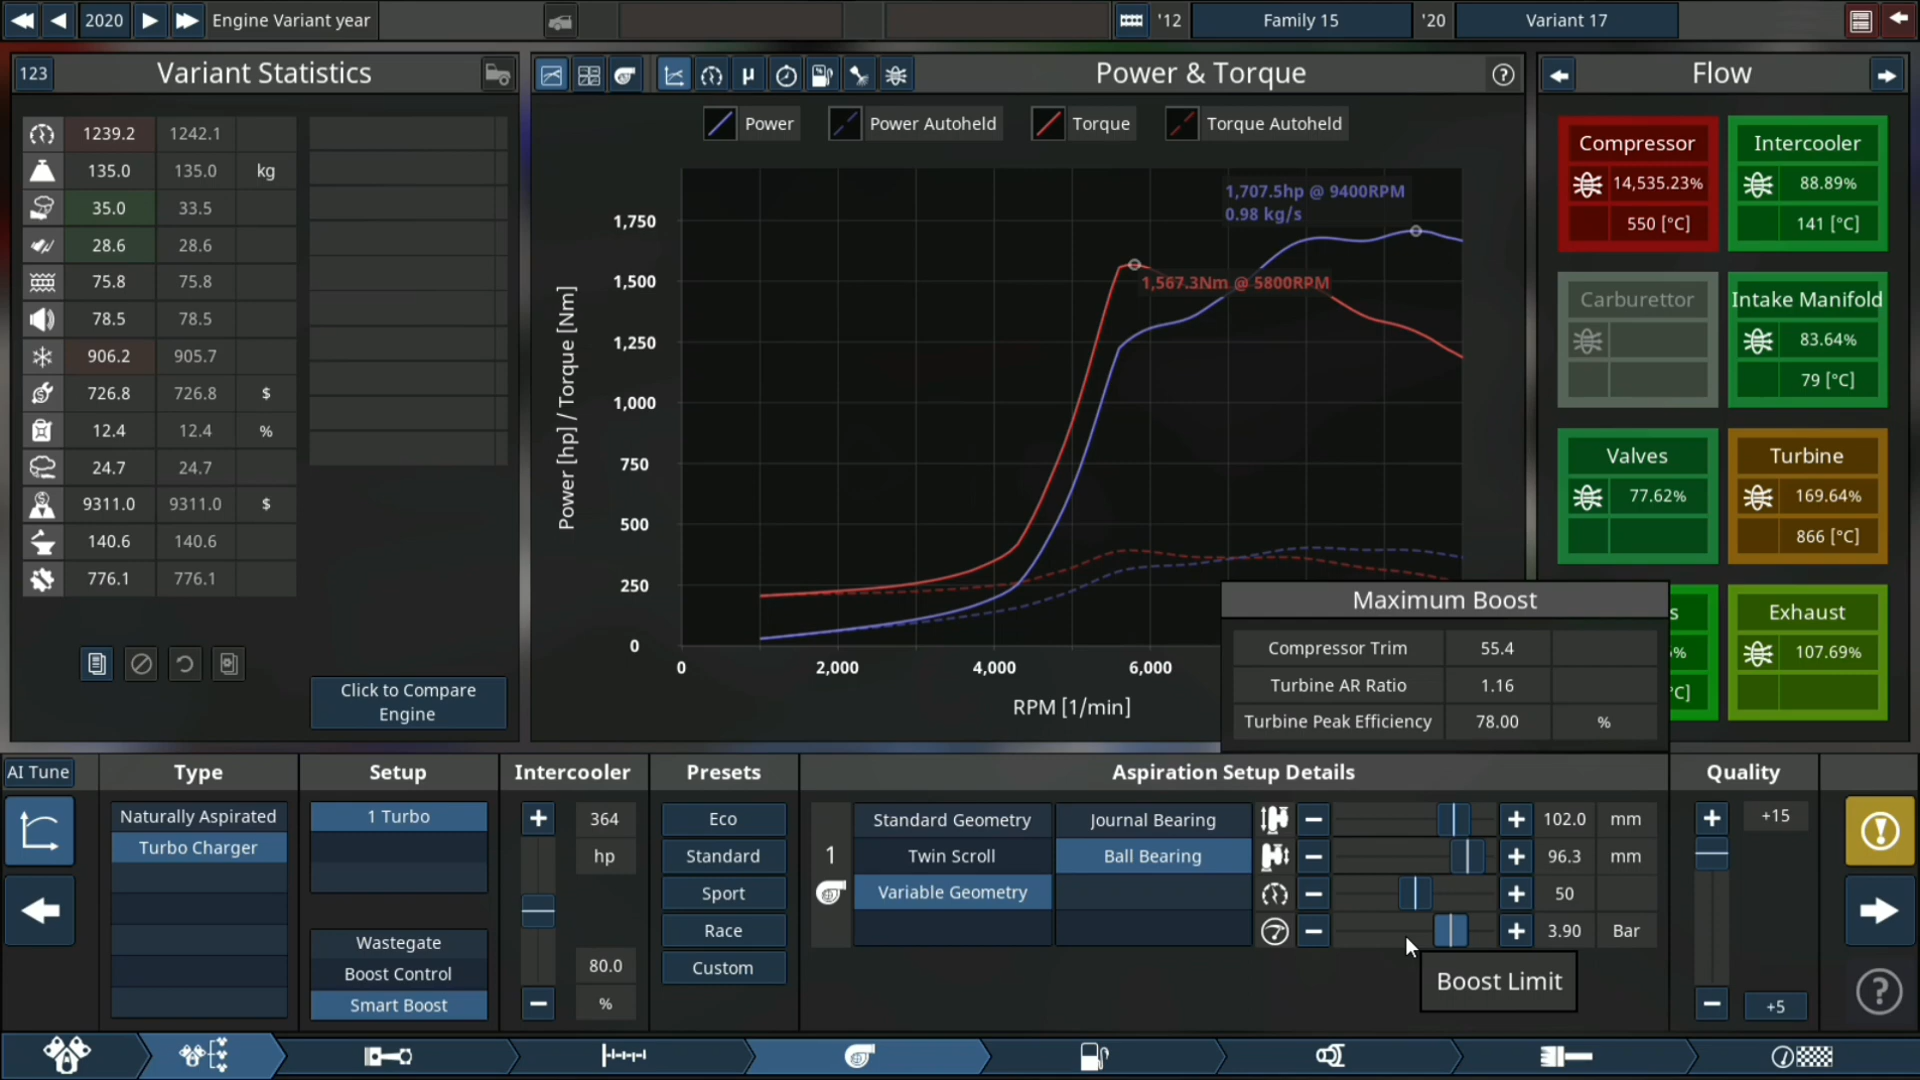 2020
Engine Variant year
'12
Family 15
'20
Variant 17
123
Variant Statistics
1239.2 1242.1
135.0 135.0 kg
35.0 33.5
28.6 28.6
75.8 75.8
78.5 78.5
906.2 905.7
726.8 726.8 $
12.4 12.4 %
24.7 24.7
9311.0 9311.0 $
140.6 140.6
776.1 776.1
Click to Compare
Engine
μ
Power & Torque
?
Power
Power Autoheld
Torque
Torque Autoheld
1,707.5hp @ 9400RPM
0.98 kg/s
1,567.3Nm @ 5800RPM
Power [hp] / Torque [Nm]
1,750
1,500
1,250
1,000
750
500
250
0
0 2,000 4,000 6,000
RPM [1/min]
Flow
Compressor
14,535.23%
550 [°C]
Intercooler
88.89%
141 [°C]
Carburettor
Intake Manifold
83.64%
79 [°C]
Valves
77.62%
Turbine
169.64%
866 [°C]
s
%
°C]
Exhaust
107.69%
Maximum Boost
Compressor Trim 55.4
Turbine AR Ratio 1.16
Turbine Peak Efficiency 78.00 %
AI Tune
Type
Naturally Aspirated
Turbo Charger
Setup
1 Turbo
Wastegate
Boost Control
Smart Boost
Intercooler
364
hp
80.0
%
Presets
Eco
Standard
Sport
Race
Custom
Aspiration Setup Details
1
Standard Geometry
Twin Scroll
Variable Geometry
Journal Bearing
Ball Bearing
102.0 mm
96.3 mm
50
3.90 Bar
Boost Limit
Quality
+15
+5
?